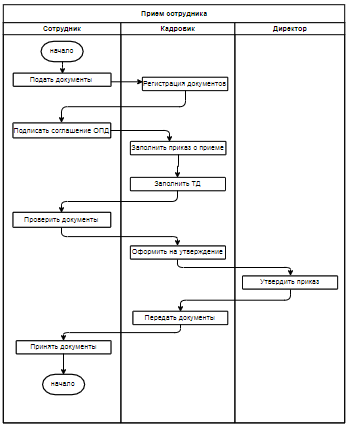 Прием сотрудника
Сотрудник
Кадровик
Директор
начало
Подать документы
Регистрация документов
Подписать соглашение ОПД
Заполнить приказ о приеме
Заполнить ТД
Проверить документы
Оформить на утверждение
Утвердить приказ
Передать документы
Принять документы
начало